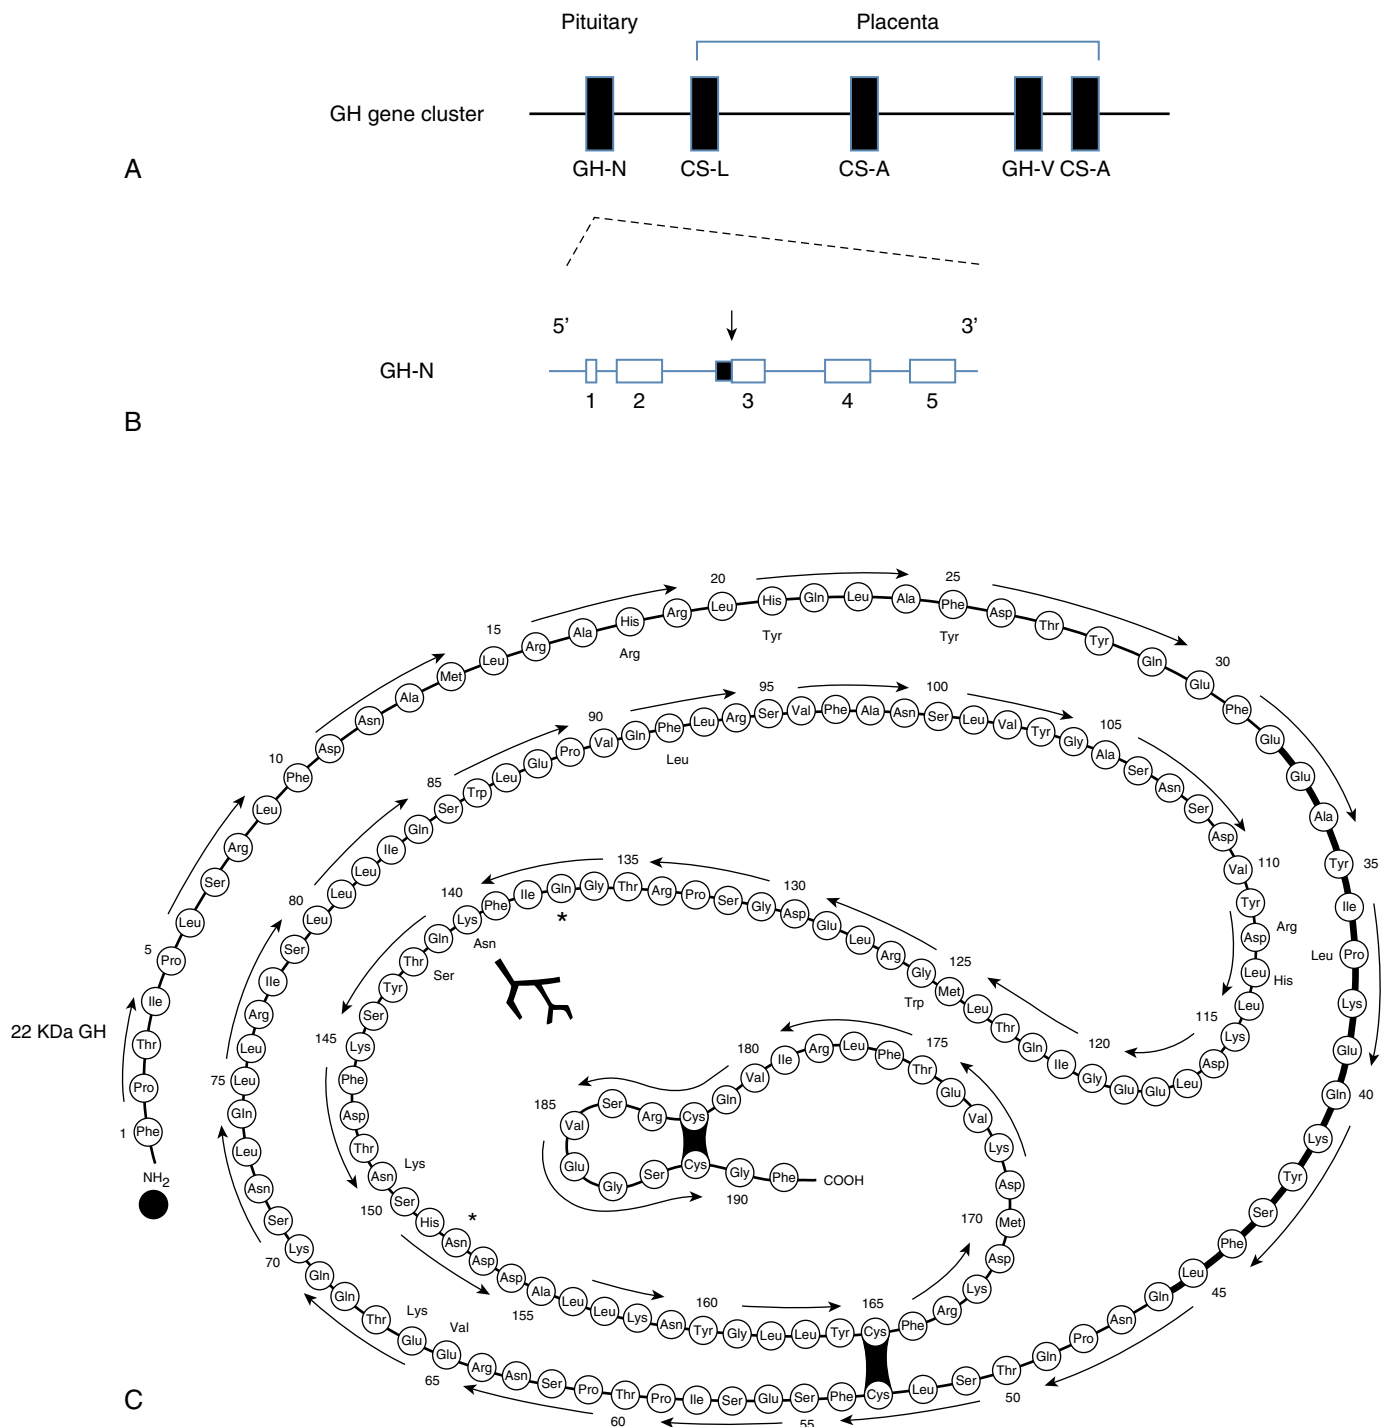 Pituitary Placenta
GH gene cluster
GH-N CS-L CS-A GH-V CS-A
A
5’ 3’
GH-N
1 2 3 4 5
B
22 KDa GH
NH2
1 Phe Pro Thr Ile 5 Pro Leu Ser Arg Leu 10 Phe Asp Asn Ala Met 15 Leu Arg Ala His Arg 20 Leu His Gln Leu Ala 25 Phe Asp Thr Tyr Gln 30 Glu Phe Glu Glu Ala 35 Tyr Ile Pro Lys Glu 40 Gln Lys Tyr Ser Phe 45 Leu Gln Asn Pro Gln 50 Thr Ser Leu Cys Phe 55 Ser Glu Ser Ile Pro 60 Thr Pro Ser Asn Arg 65 Glu Glu Thr Gln Gln 70 Lys Ser Asn Leu Gln 75 Leu Leu Arg Ile Ser 80 Leu Leu Leu Ile Gln 85 Ser Trp Leu Glu Pro 90 Val Gln Phe Leu Arg 95 Ser Val Phe Ala Asn 100 Ser Leu Val Tyr Gly 105 Ala Ser Asn Ser Asp 110 Val Tyr Asp Leu Leu 115 Lys Asp Leu Glu Glu Gly 120 Ile Gln Thr Leu Met 125 Gly Arg Leu Glu Asp 130 Gly Ser Pro Arg Thr 135 Gly Gln Ile Phe Lys 140 Gln Thr Tyr Ser Lys 145 Phe Asp Thr Asn Ser 150 His Asn Asp Asp Ala 155 Leu Leu Lys Asn Tyr 160 Gly Leu Leu Tyr Cys 165 Phe Arg Lys Asp Met 170 Asp Lys Val Glu Thr 175 Phe Leu Arg Ile Val 180 Gln Cys Arg Ser Val 185 Glu Gly Ser Cys Gly 190 Phe
COOH
Arg
Tyr
Tyr
Leu
Leu
Arg
His
Trp
Asn
Ser
*
Lys
*
Lys
Val
C